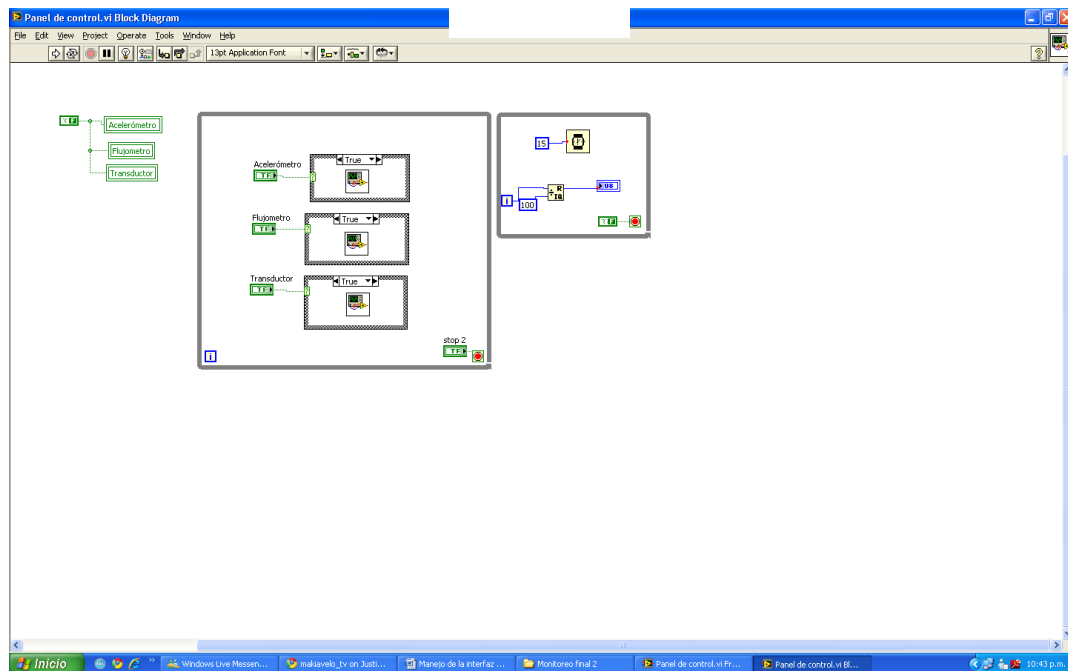 Panel de control.vi Block Diagram
File Edit View Project Operate Tools Window Help
13pt Application Font
?
T F
Acelerómetro
Flujometro
Transductor
Acelerómetro
TF
True
?
Flujometro
TF
True
?
Transductor
TF
True
?
stop 2
TF
i
15
i
100
R
IQ
U8
Inicio
Windows Live Messen...
makiavelo_tv on Justi...
Manejo de la interfaz ...
Monitoreo final 2
Panel de control.vi Fr...
Panel de control.vi Bl...
10:43 p.m.